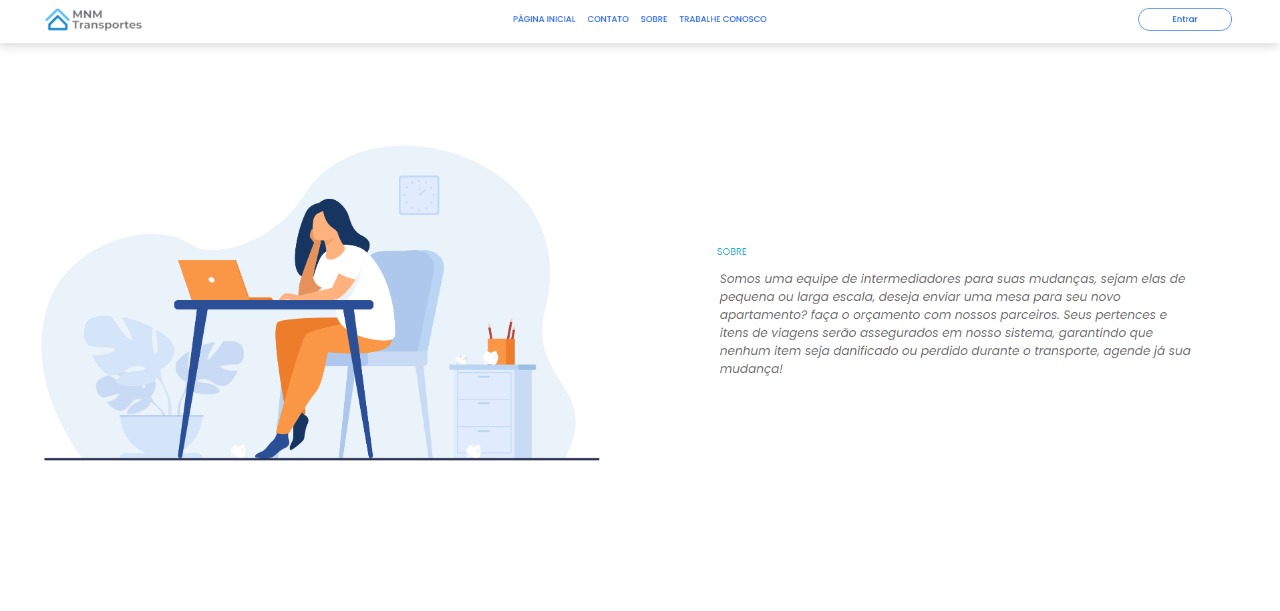 MNM
Transportes
PÁGINA INICIAL CONTATO SOBRE TRABALHE CONOSCO
Entrar
SOBRE
Somos uma equipe de intermediadores para suas mudanças, sejam elas de
pequena ou larga escala, deseja enviar uma mesa para seu novo
apartamento? faça o orçamento com nossos parceiros. Seus pertences e
itens de viagens serão assegurados em nosso sistema, garantindo que
nenhum item seja danificado ou perdido durante o transporte, agende já sua
mudança!